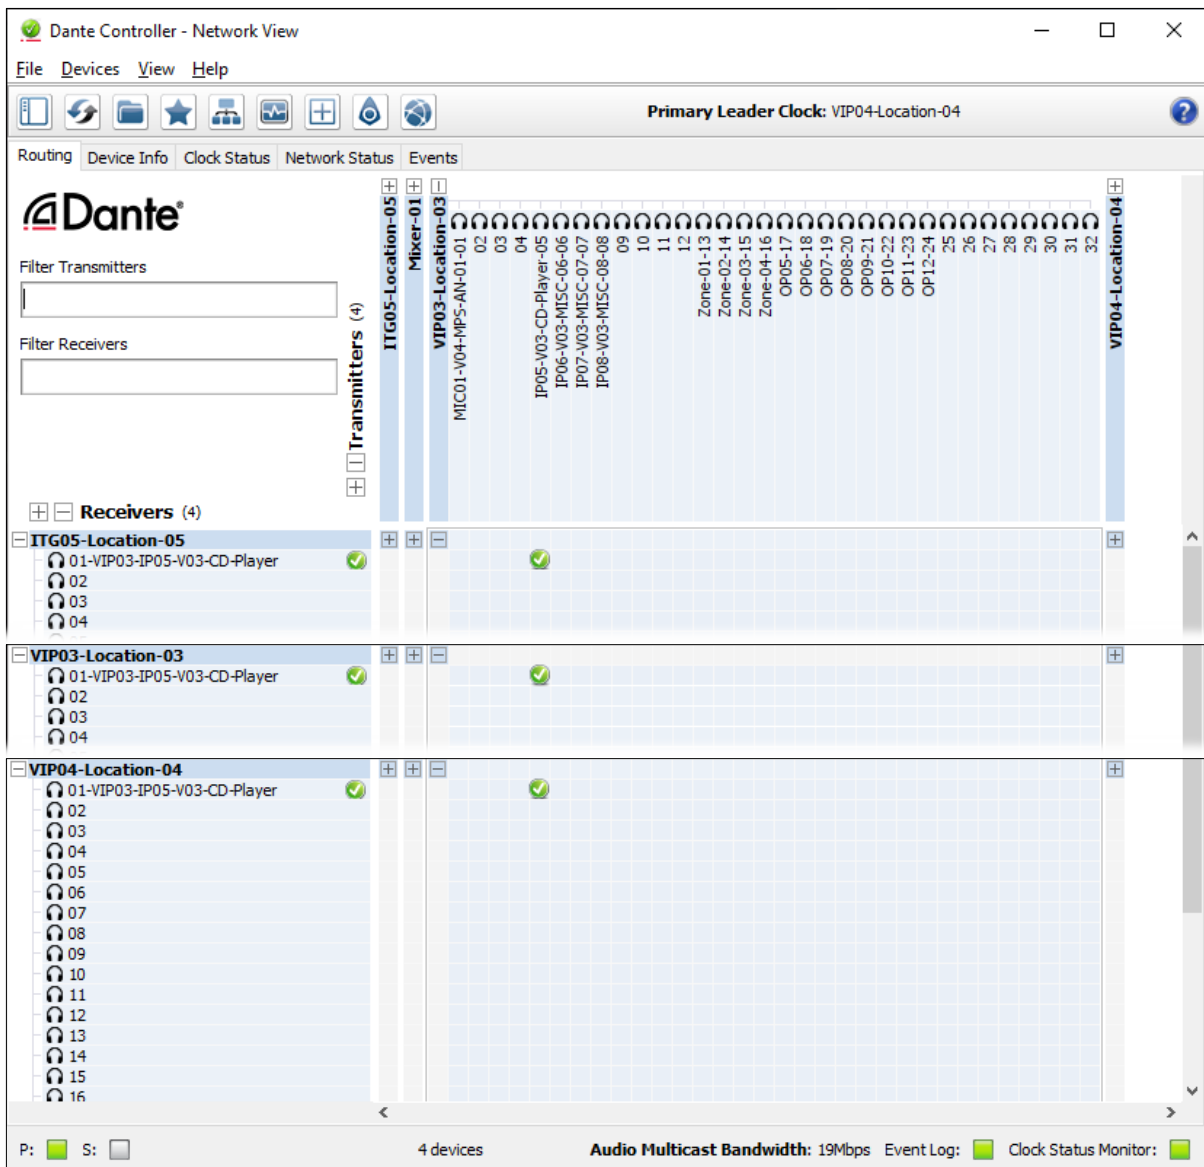 Dante Controller - Network View
File Devices View Help
Primary Leader Clock: VIP04-Location-04
?
Routing Device Info Clock Status Network Status Events
Dante®
Filter Transmitters
Filter Receivers
Transmitters (4)
Receivers (4)
ITG05-Location-05
Mixer-01
VIP03-Location-03
MIC01-V04-MPS-AN-01-01
02
03
04
IP05-V03-CD-Player-05
IP06-V03-MISC-06-06
IP07-V03-MISC-07-07
IP08-V03-MISC-08-08
09
10
11
12
Zone-01-13
Zone-02-14
Zone-03-15
Zone-04-16
OP05-17
OP06-18
OP07-19
OP08-20
OP09-21
OP10-22
OP11-23
OP12-24
25
26
27
28
29
30
31
32
VIP04-Location-04
ITG05-Location-05
01-VIP03-IP05-V03-CD-Player
02
03
04
VIP03-Location-03
01-VIP03-IP05-V03-CD-Player
02
03
04
VIP04-Location-04
01-VIP03-IP05-V03-CD-Player
02
03
04
05
06
07
08
09
10
11
12
13
14
15
16
P: S: 4 devices Audio Multicast Bandwidth: 19Mbps Event Log: Clock Status Monitor: